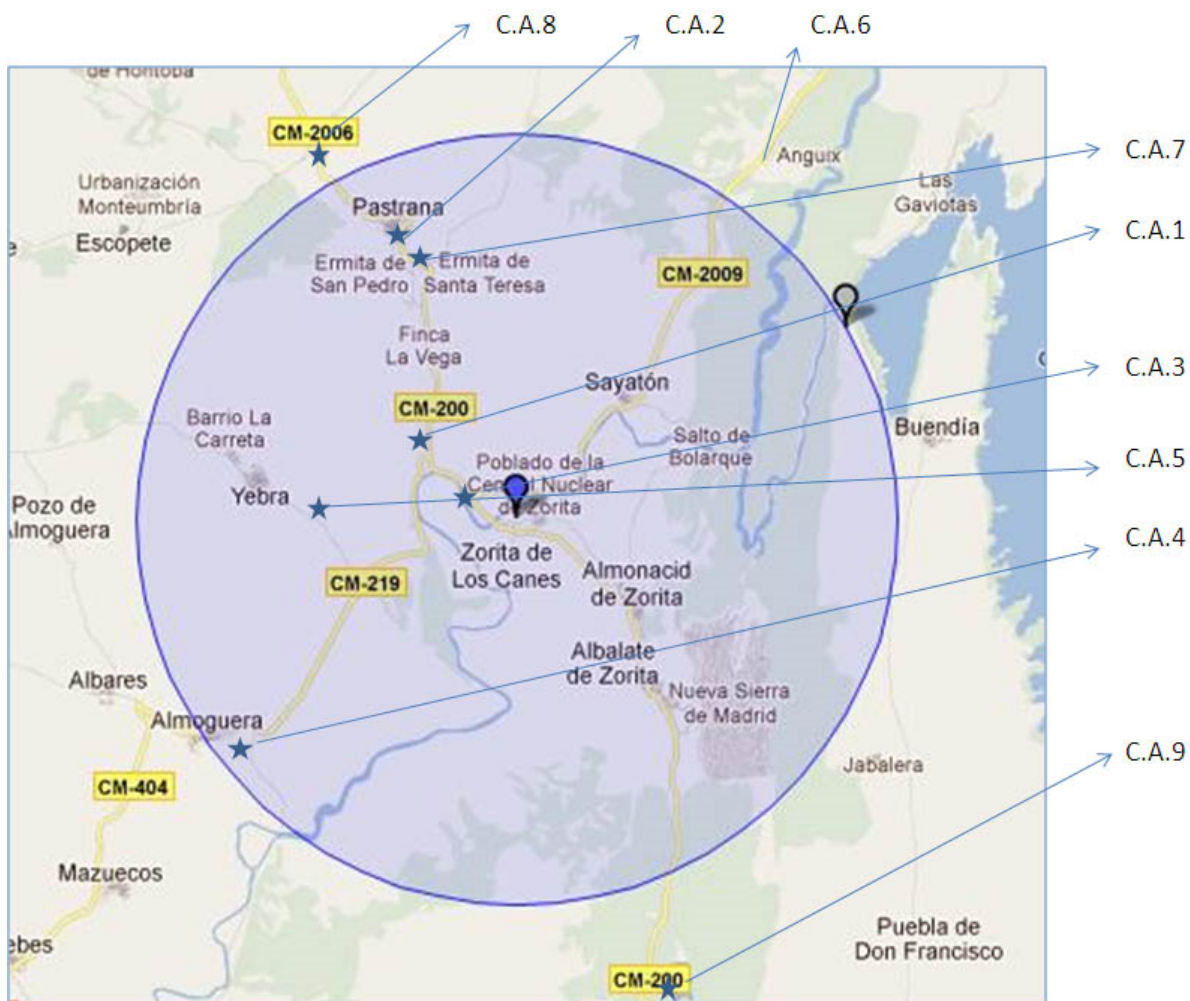 C.A.8
C.A.2
C.A.6
de Hontoba
CM-2006
C.A.7
Anguix
Urbanización
Monteumbría
Las
Gaviotas
Pastrana
Escopete
C.A.1
Ermita de
San Pedro
Ermita de
Santa Teresa
CM-2009
Finca
La Vega
C.A.3
Sayatón
CM-200
Barrio La
Carreta
Salto de
Bolarque
Buendía
Poblado de la
Central Nuclear
de Zorita
C.A.5
Yebra
Pozo de
Almoguera
C.A.4
Zorita de
Los Canes
CM-219
Almonacid
de Zorita
Albalate
de Zorita
Albares
Nueva Sierra
de Madrid
Almoguera
C.A.9
Jabalera
CM-404
Mazuecos
Puebla de
Don Francisco
ebes
CM-200